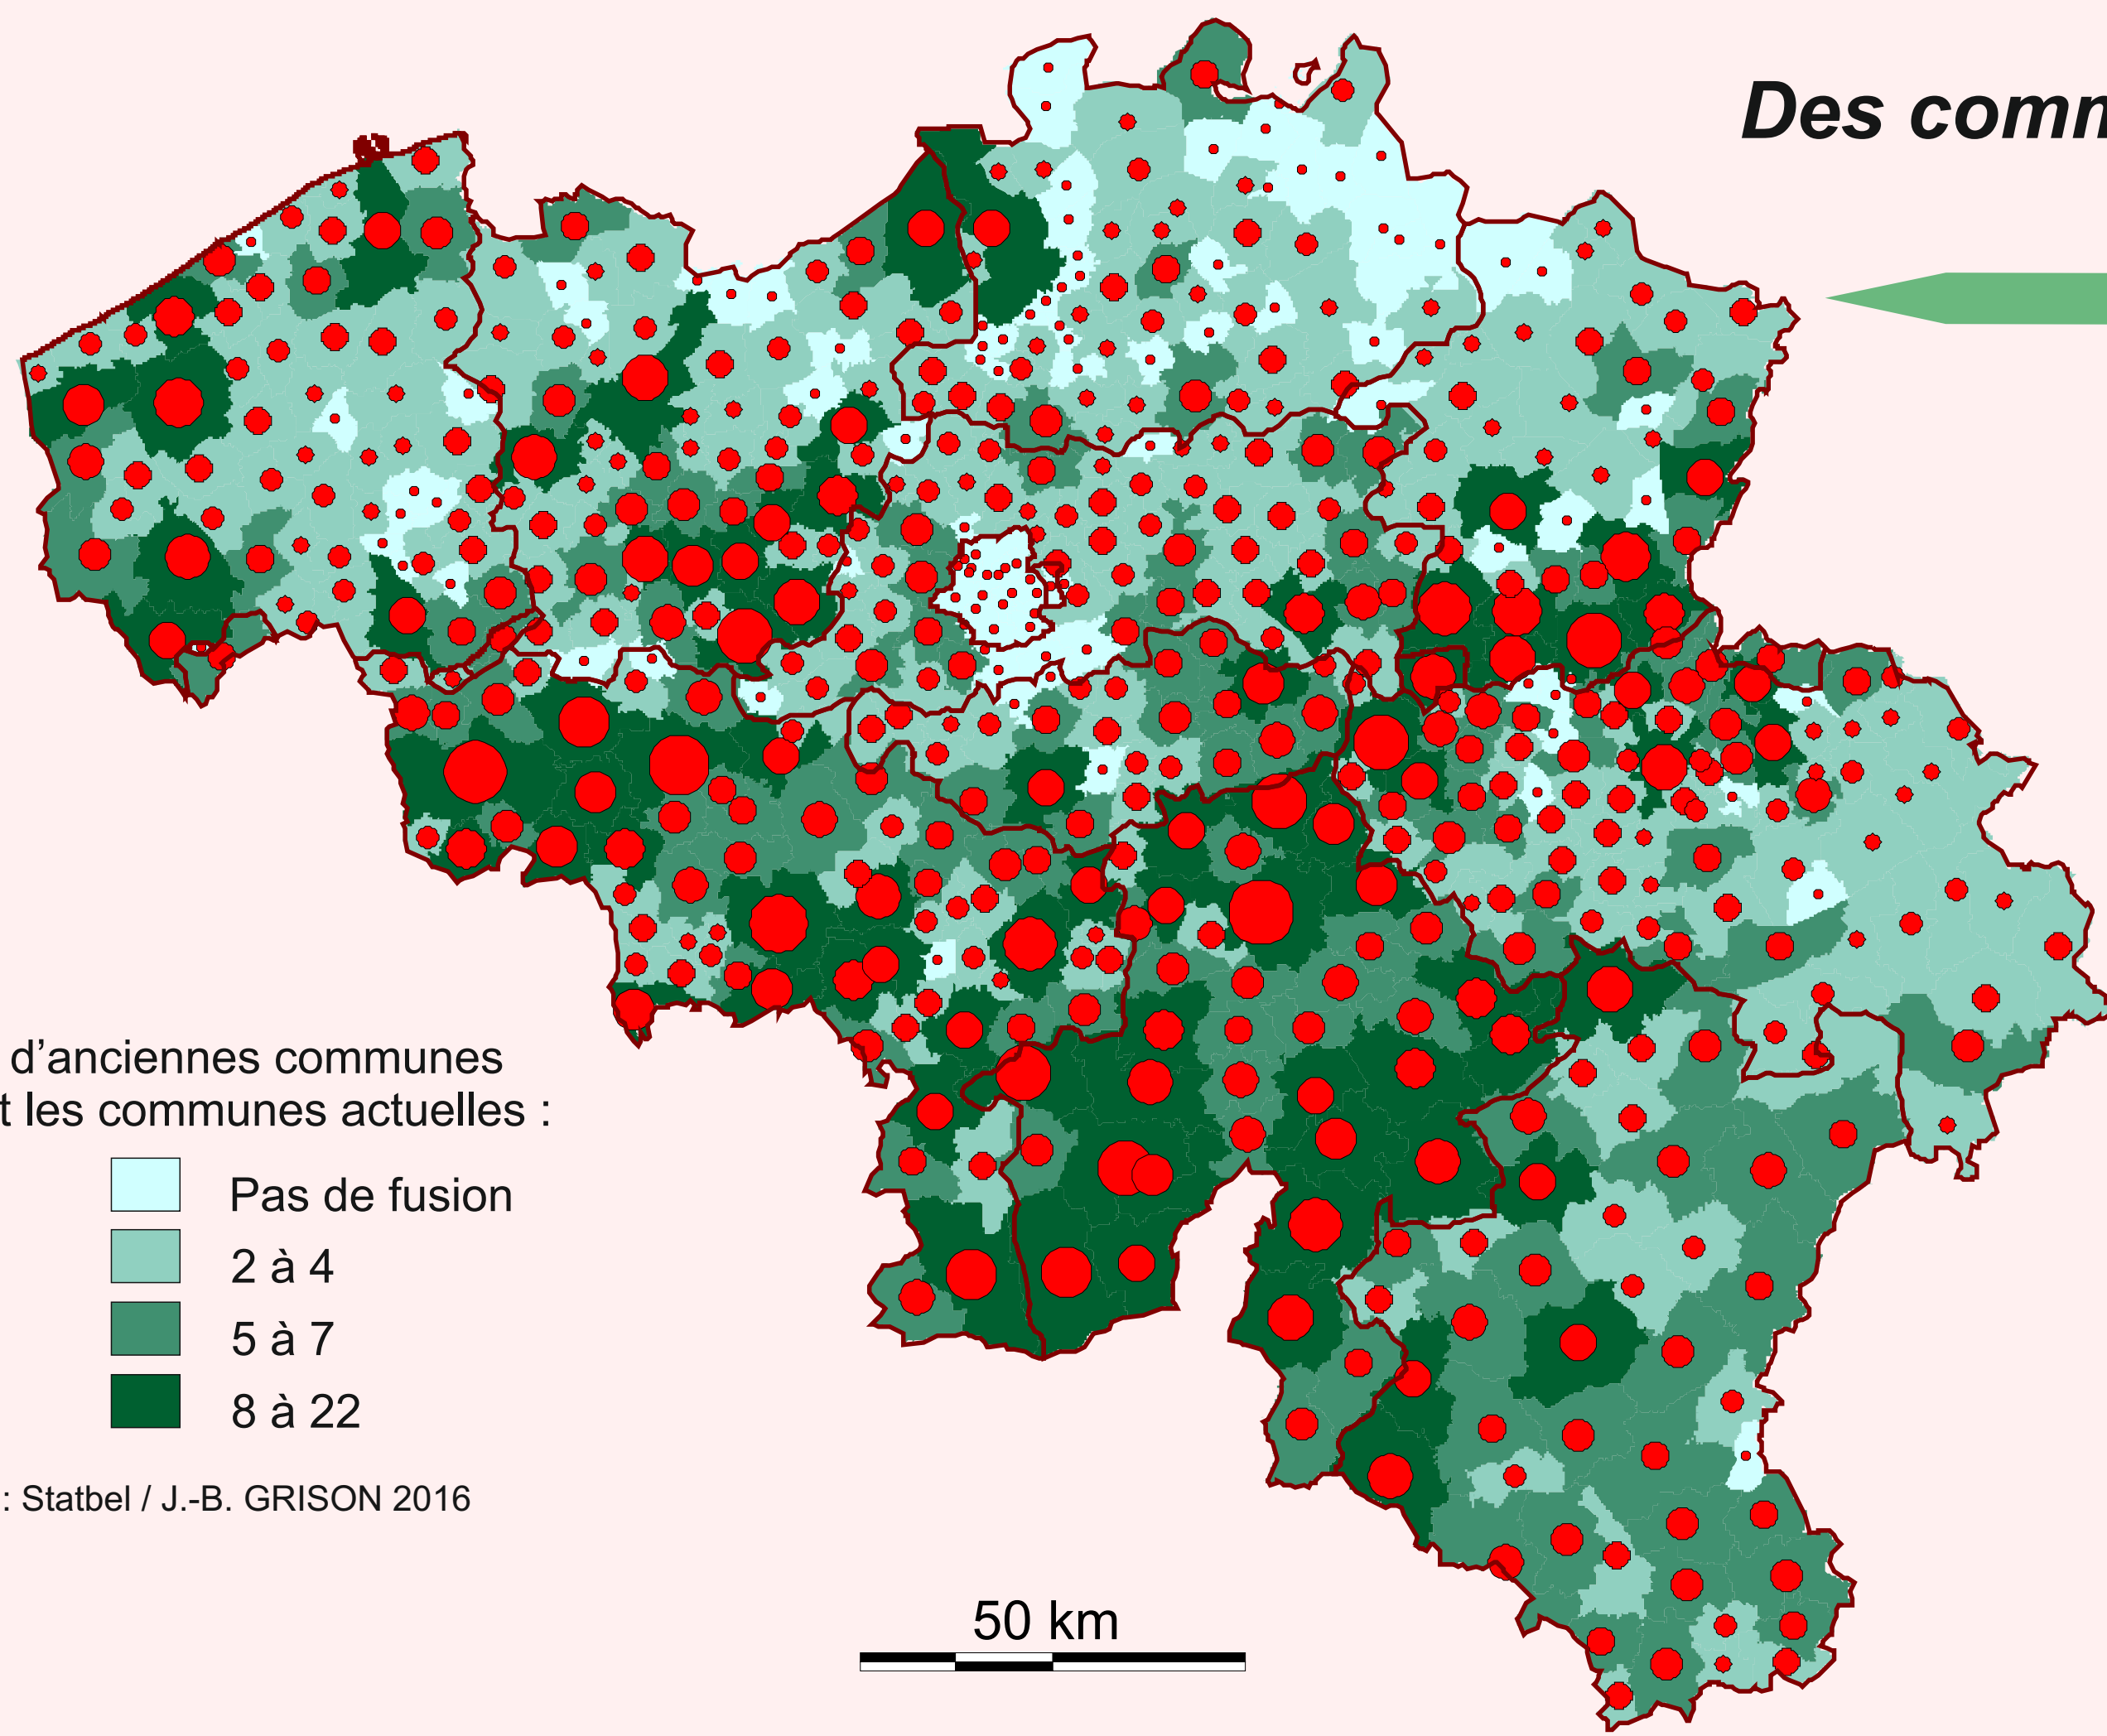 Des comm
d’anciennes communes
t les communes actuelles :
Pas de fusion
2 à 4
5 à 7
8 à 22
: Statbel / J.-B. GRISON 2016
50 km